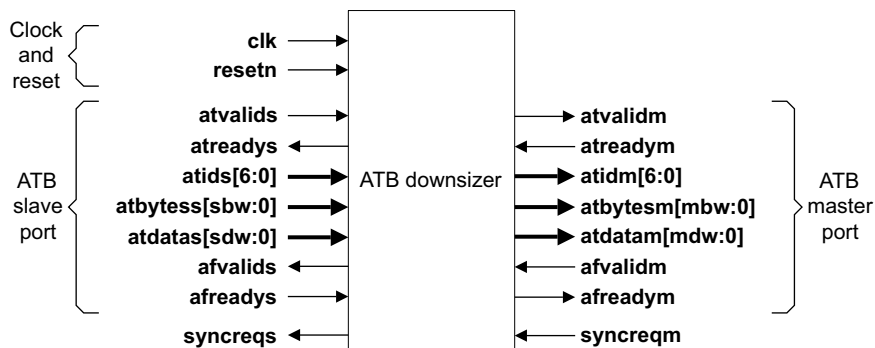 Clock
and
reset
clk
resetn
ATB
slave
port
atvalids
atreadys
atids[6:0]
atbytess[sbw:0]
atdatas[sdw:0]
afvalids
afreadys
syncreqs
ATB downsizer
atvalidm
atreadym
atidm[6:0]
atbytesm[mbw:0]
atdatam[mdw:0]
afvalidm
afreadym
syncreqm
ATB
master
port